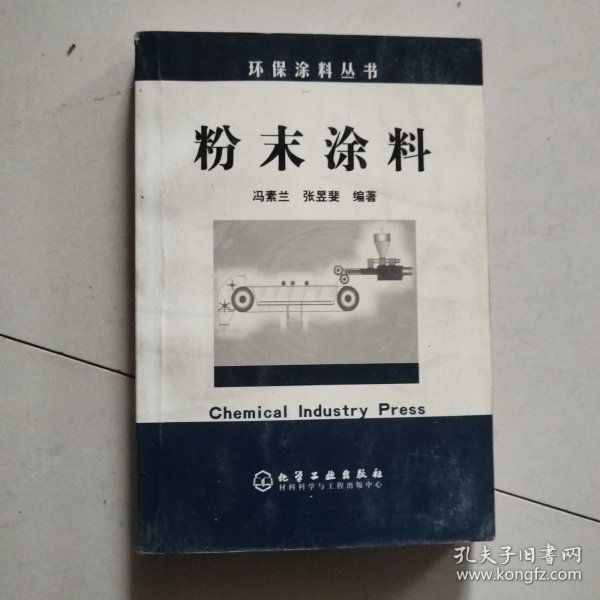 环保涂料丛书
粉末涂料
冯素兰 张昱斐 编著
Chemical Industry Press
化学工业出版社
材料科学与工程出版中心
孔夫子旧书网
www.kongfz.com